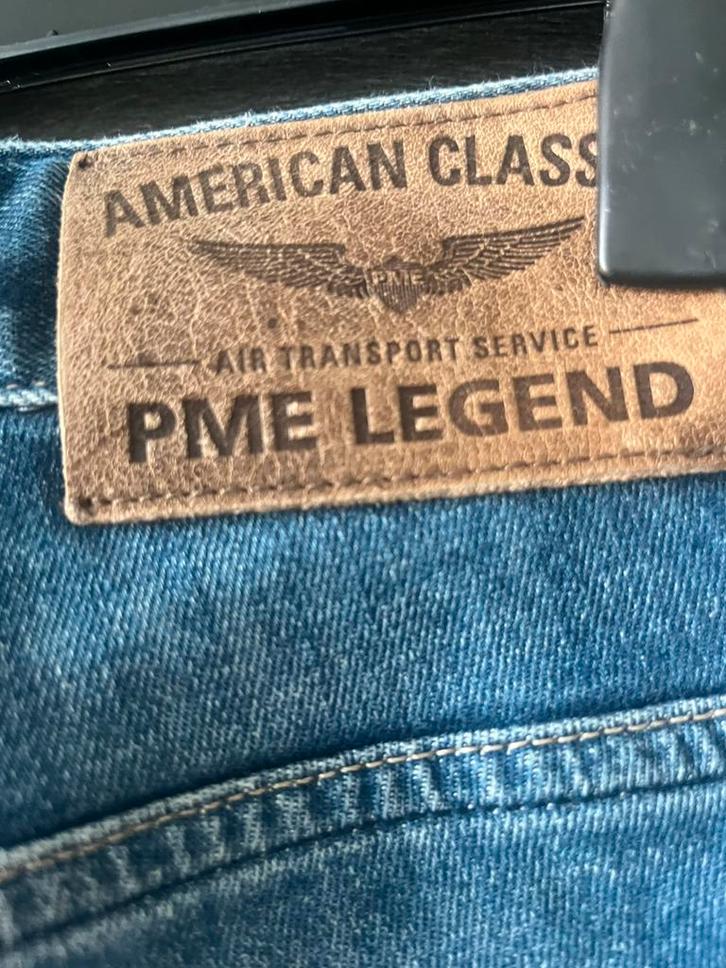 AMERICAN CLASS
PME
AIR TRANSPORT SERVICE
PME LEGEND